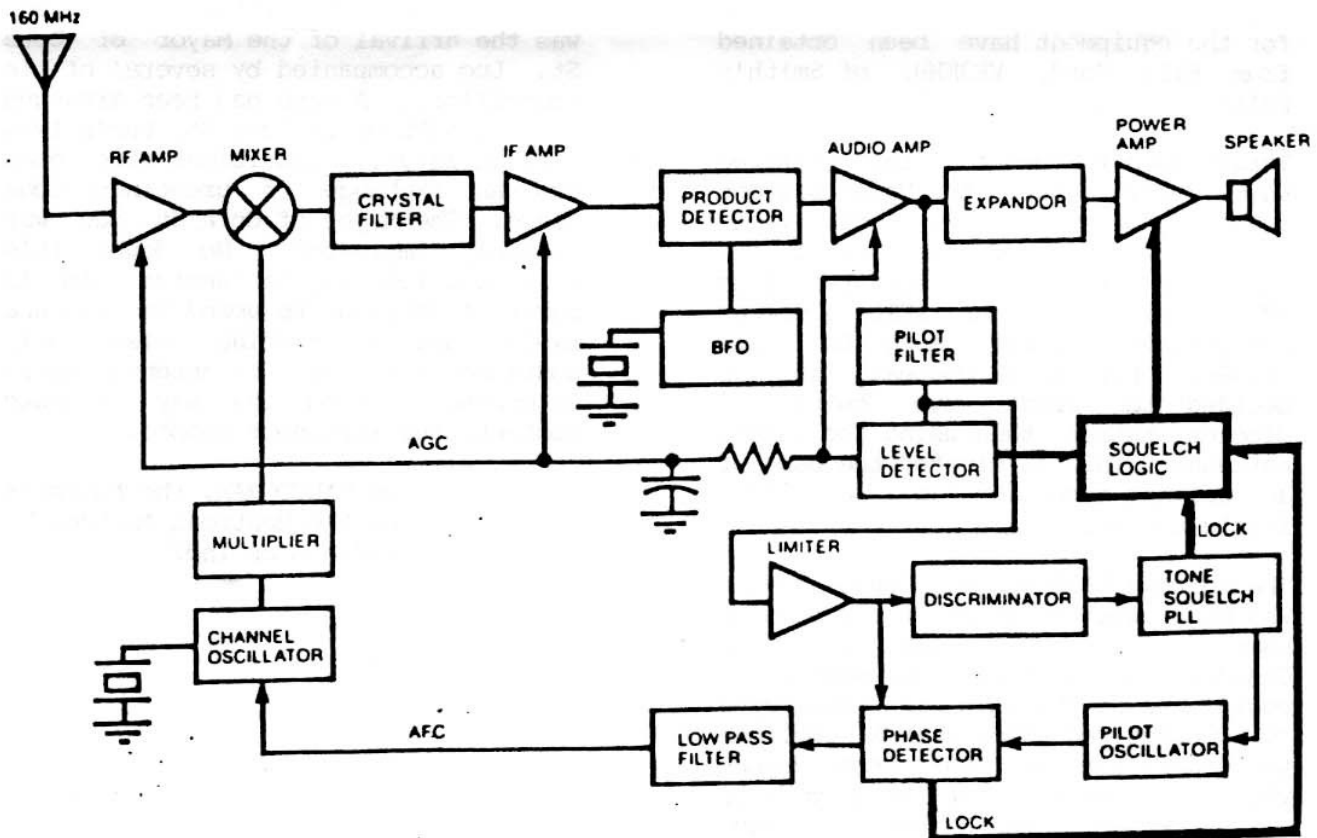 160 MHz
RF AMP
MIXER
CRYSTAL
FILTER
IF AMP
PRODUCT
DETECTOR
AUDIO AMP
EXPANDOR
POWER
AMP
SPEAKER
BFO
PILOT
FILTER
AGC
LEVEL
DETECTOR
SQUELCH
LOGIC
MULTIPLIER
LIMITER
LOCK
CHANNEL
OSCILLATOR
DISCRIMINATOR
TONE
SQUELCH
PLL
AFC
LOW PASS
FILTER
PHASE
DETECTOR
PILOT
OSCILLATOR
LOCK